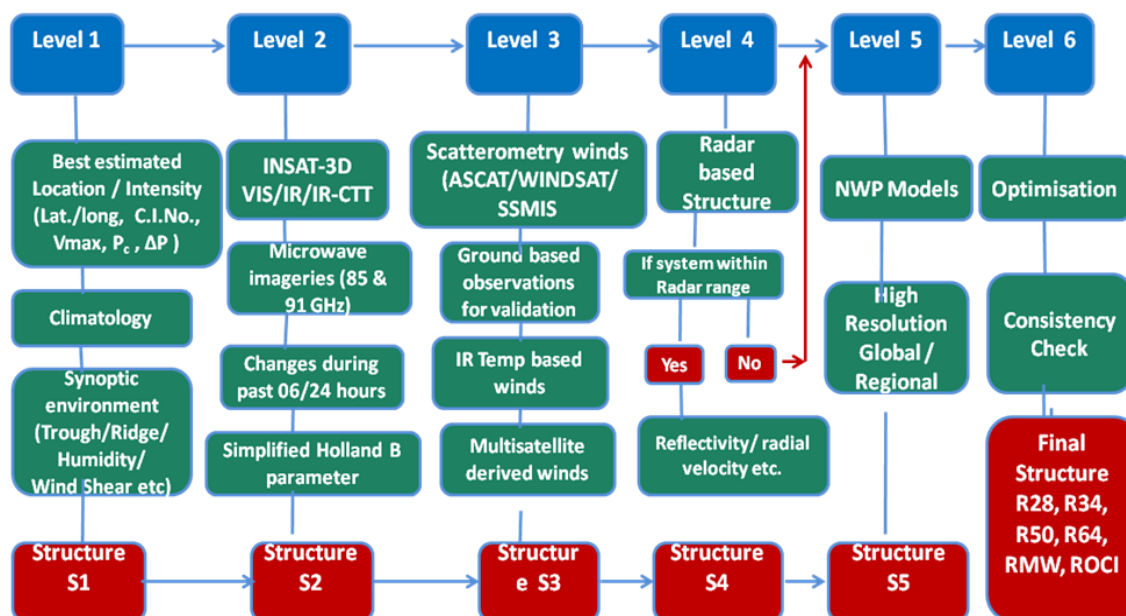 Level 1
Level 2
Level 3
Level 4
Level 5
Level 6
Best estimated
Location / Intensity
(Lat./long, C.I.No.,
Vmax, Pc , ΔP )
Climatology
Synoptic
environment
(Trough/Ridge/
Humidity/
Wind Shear etc)
Structure
S1
INSAT-3D
VIS/IR/IR-CTT
Microwave
imageries (85 &
91 GHz)
Changes during
past 06/24 hours
Simplified Holland B
parameter
Structure
S2
Scatterometry winds
(ASCAT/WINDSAT/
SSMIS
Ground based
observations
for validation
IR Temp based
winds
Multisatellite
derived winds
Structur
e S3
Radar
based
Structure
If system within
Radar range
Yes
No
Reflectivity/ radial
velocity etc.
Structure
S4
NWP Models
High
Resolution
Global /
Regional
Structure
S5
Optimisation
Consistency
Check
Final
Structure
R28, R34,
R50, R64,
RMW, ROCI